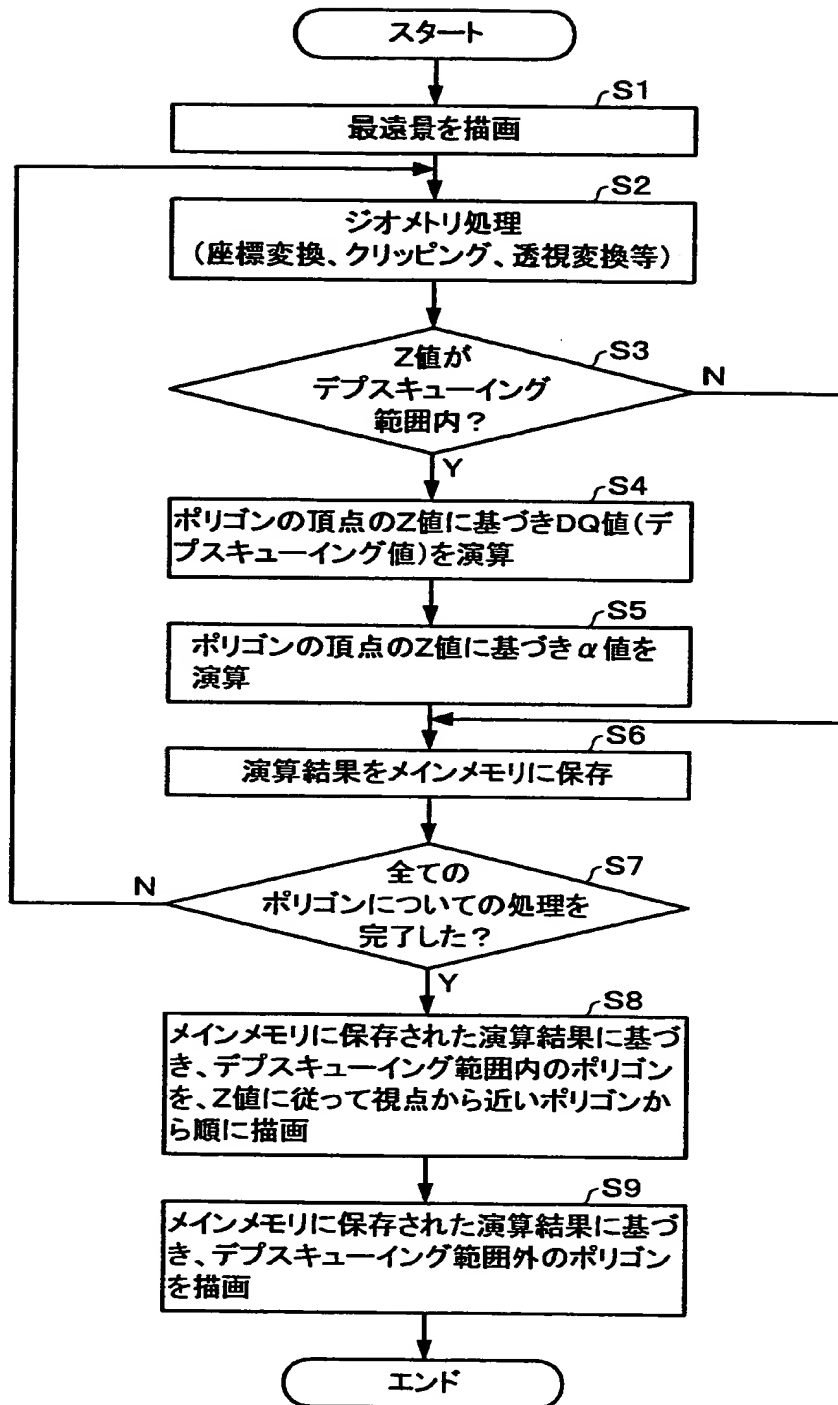 スタート
S1
最遠景を描画
S2
ジオメトリ処理
(座標変換、クリッピング、透視変換等)
S3
Z値が
デプスキューイング
範囲内?
N
Y
S4
ポリゴンの頂点のZ値に基づきDQ値(デ
プスキューイング値)を演算
S5
ポリゴンの頂点のZ値に基づきα値を
演算
S6
演算結果をメインメモリに保存
S7
全ての
ポリゴンについての処理を
完了した?
N
Y
S8
メインメモリに保存された演算結果に基づ
き、デプスキューイング範囲内のポリゴン
を、Z値に従って視点から近いポリゴンか
ら順に描画
S9
メインメモリに保存された演算結果に基づ
き、デプスキューイング範囲外のポリゴン
を描画
エンド